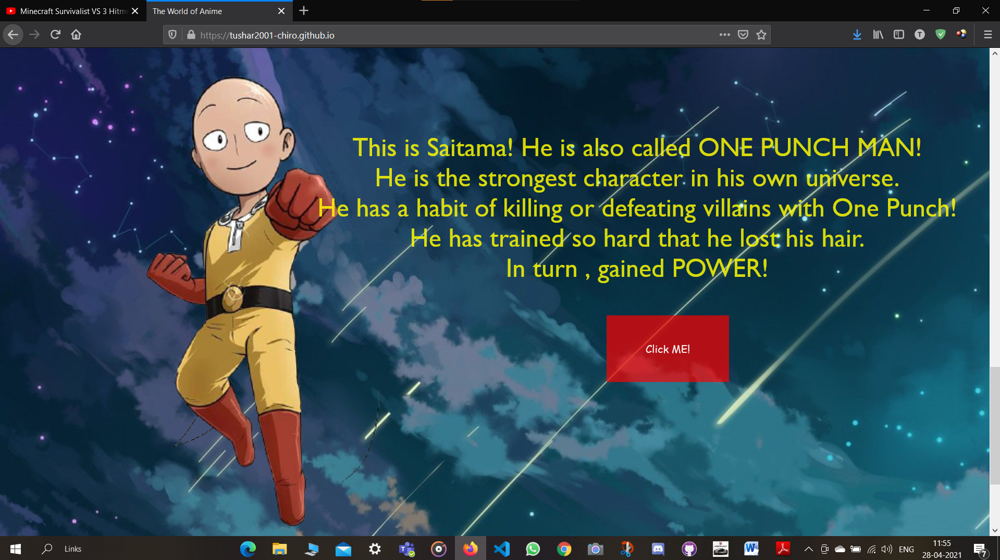 Minecraft Survivalist VS 3 Hitm
The World of Anime
https://tushar2001-chiro.github.io
T
This is Saitama! He is also called ONE PUNCH MAN!
He is the strongest character in his own universe.
He has a habit of killing or defeating villains with One Punch!
He has trained so hard that he lost his hair.
In turn , gained POWER!
Click ME!
Links
ENG
11:55
28-04-2021
7